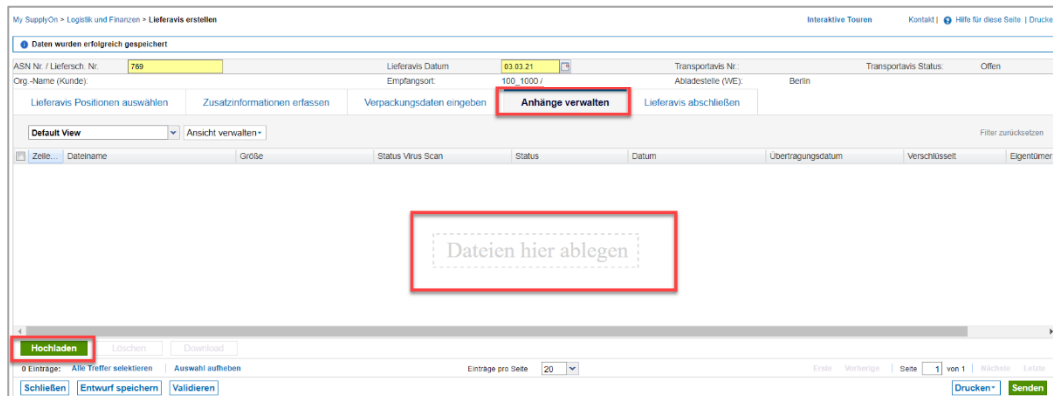 My SupplyOn > Logistik und Finanzen > Lieferavis erstellen Interaktive Touren Kontakt | Hilfe für diese Seite | Drucke
Daten wurden erfolgreich gespeichert
ASN Nr. / Liefersch. Nr. 789 Lieferavis Datum 03.03.21 Transportavis Nr.: Transportavis Status: Offen
Org.-Name (Kunde): Empfangsort: 100_1000 / Abladestelle (WE): Berlin
Lieferavis Positionen auswählen Zusatzinformationen erfassen Verpackungsdaten eingeben Anhänge verwalten Lieferavis abschließen
Default View Ansicht verwalten Filter zurücksetzen
Zeile... Dateiname Größe Status Virus Scan Status Datum Übertragungsdatum Verschlüsselt Eigentümer
Dateien hier ablegen
Hochladen Löschen Download
0 Einträge: Alle Treffer selektieren | Auswahl aufheben Einträge pro Seite 20 Erste Vorherige | Seite 1 von 1 | Nächste Letzte
Schließen Entwurf speichern Validieren Drucken Senden